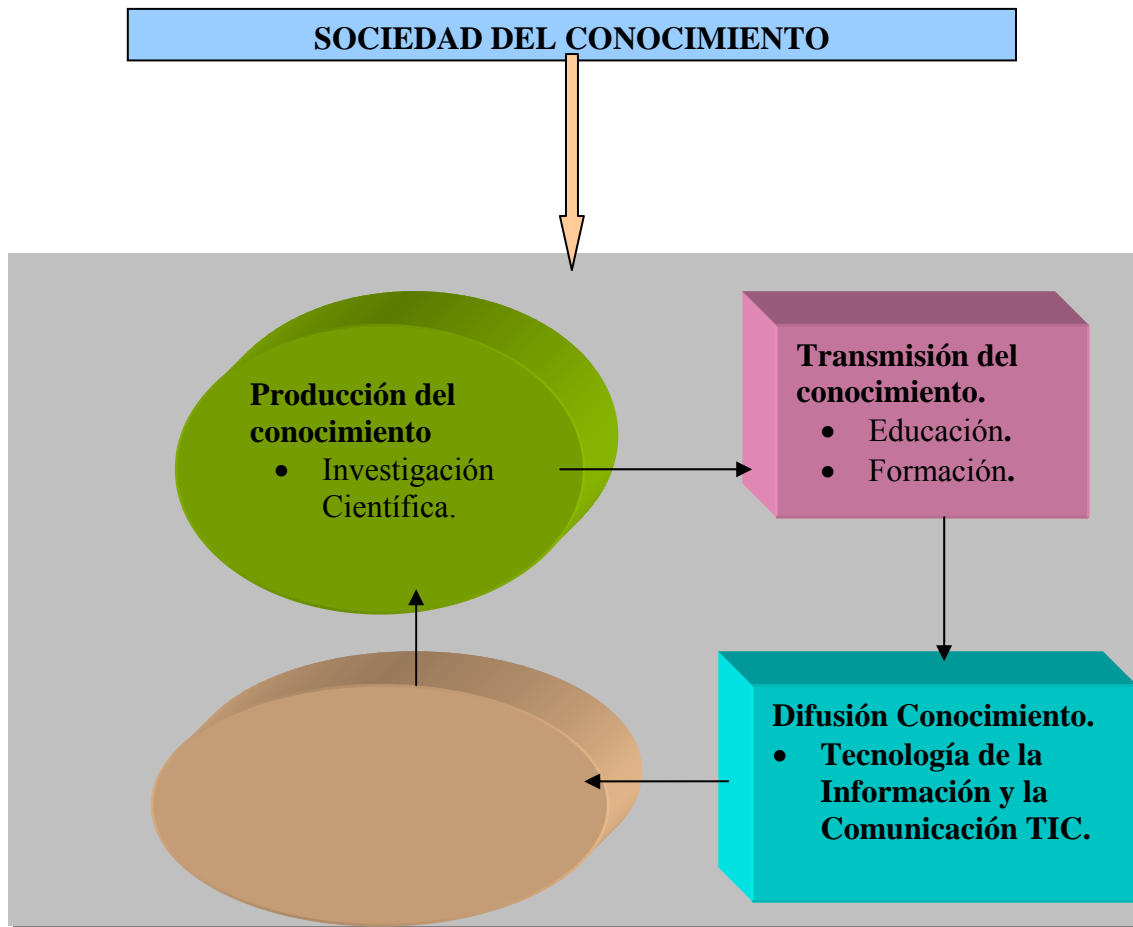 SOCIEDAD DEL CONOCIMIENTO
Producción del
conocimiento
• Investigación
Científica.
Transmisión del
conocimiento.
• Educación.
• Formación.
Difusión Conocimiento.
• Tecnología de la
Información y la
Comunicación TIC.